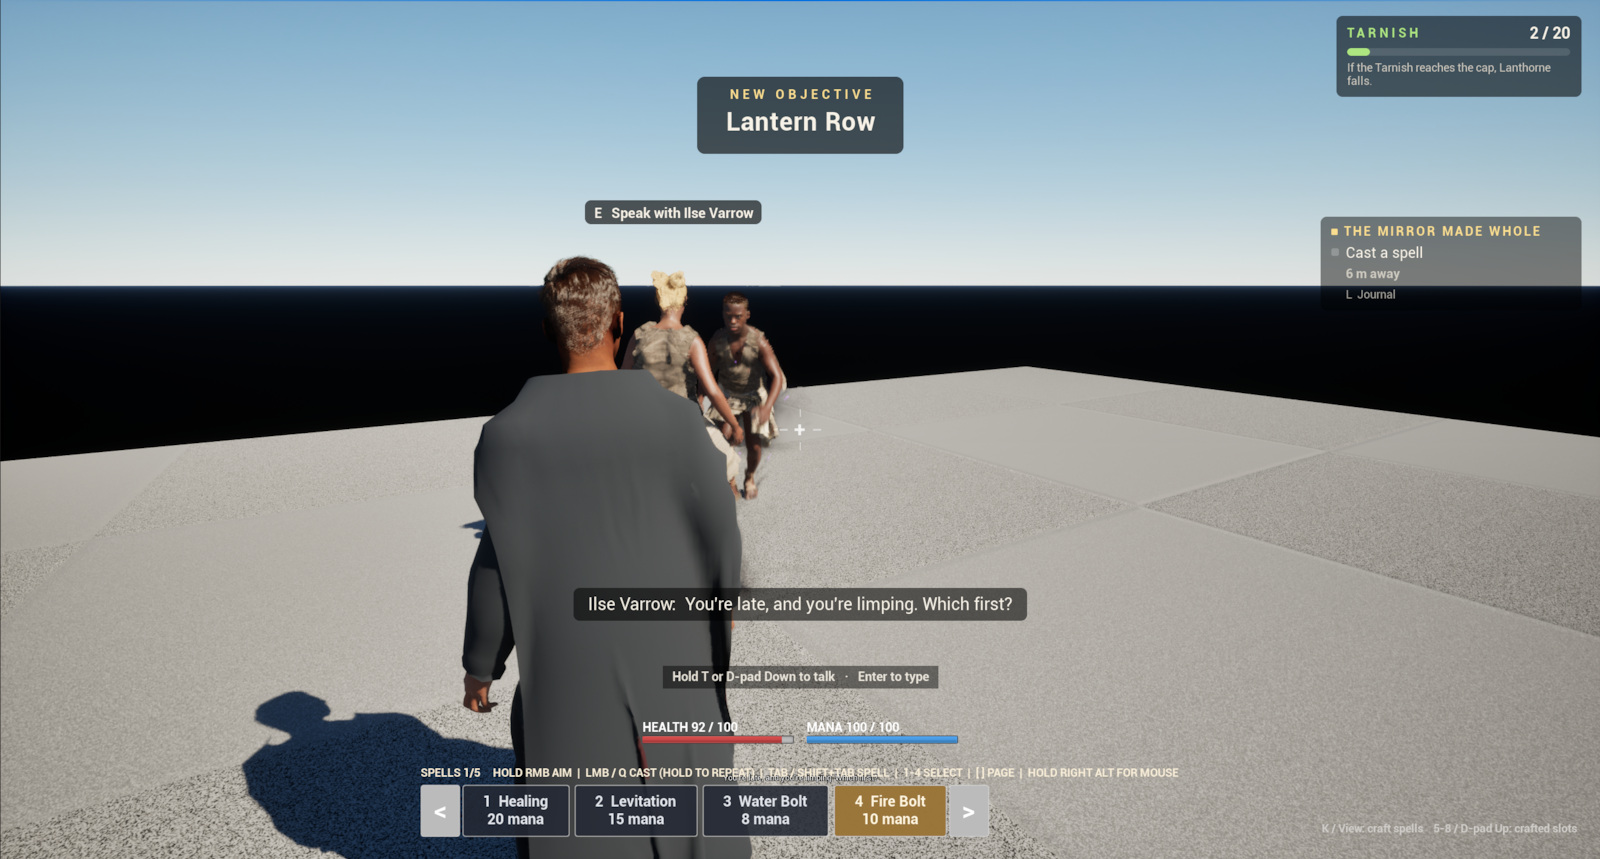 TARNISH 2 / 20
If the Tarnish reaches the cap, Lanthorne
falls.
NEW OBJECTIVE
Lantern Row
E Speak with Ilse Varrow
THE MIRROR MADE WHOLE
Cast a spell
6 m away
L Journal
Ilse Varrow: You're late, and you're limping. Which first?
Hold T or D-pad Down to talk · Enter to type
HEALTH 92 / 100 MANA 100 / 100
SPELLS 1/5 HOLD RMB AIM | LMB / Q CAST (HOLD TO REPEAT) | TAB / SHIFT+TAB SPELL | 1-4 SELECT | [ ] PAGE | HOLD RIGHT ALT FOR MOUSE
< 1 Healing 2 Levitation 3 Water Bolt 4 Fire Bolt >
20 mana 15 mana 8 mana 10 mana
K / View: craft spells 5-8 / D-pad Up: crafted slots